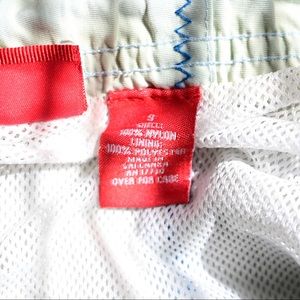 SHELL:
100% NYLON
LINING:
100% POLYESTER
MADE IN
SRI LANKA
OVER FOR CARE